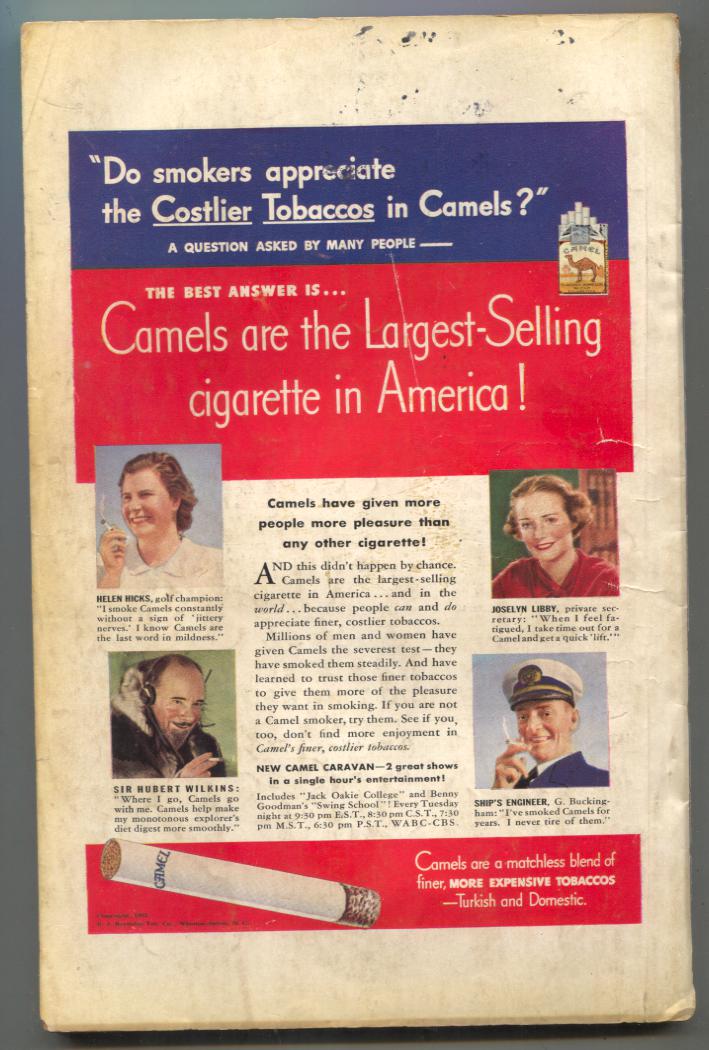 "Do smokers appreciate
the Costlier Tobaccos in Camels?"
A QUESTION ASKED BY MANY PEOPLE —
CAMEL
THE BEST ANSWER IS...
Camels are the Largest-Selling
cigarette in America!
HELEN HICKS, golf champion:
"I smoke Camels constantly
without a sign of 'jittery
nerves.' I know Camels are
the last word in mildness."
SIR HUBERT WILKINS:
"Where I go, Camels go
with me. Camels help make
my monotonous explorer's
diet digest more smoothly."
Camels have given more
people more pleasure than
any other cigarette!
AND this didn't happen by chance.
Camels are the largest-selling
cigarette in America...and in the
world...because people can and do
appreciate finer, costlier tobaccos.
Millions of men and women have
given Camels the severest test—they
have smoked them steadily. And have
learned to trust those finer tobaccos
to give them more of the pleasure
they want in smoking. If you are not
a Camel smoker, try them. See if you,
too, don't find more enjoyment in
Camel's finer, costlier tobaccos.
NEW CAMEL CARAVAN—2 great shows
in a single hour's entertainment!
Includes "Jack Oakie College" and Benny
Goodman's "Swing School"! Every Tuesday
night at 9:30 pm E.S.T., 8:30 pm C.S.T., 7:30
pm M.S.T., 6:30 pm P.S.T., WABC-CBS.
JOSELYN LIBBY, private sec-
retary: "When I feel fa-
tigued, I take time out for a
Camel and get a quick 'lift.'"
SHIP'S ENGINEER, G. Bucking-
ham: "I've smoked Camels for
years. I never tire of them."
CAMEL
Camels are a matchless blend of
finer, MORE EXPENSIVE TOBACCOS
—Turkish and Domestic.